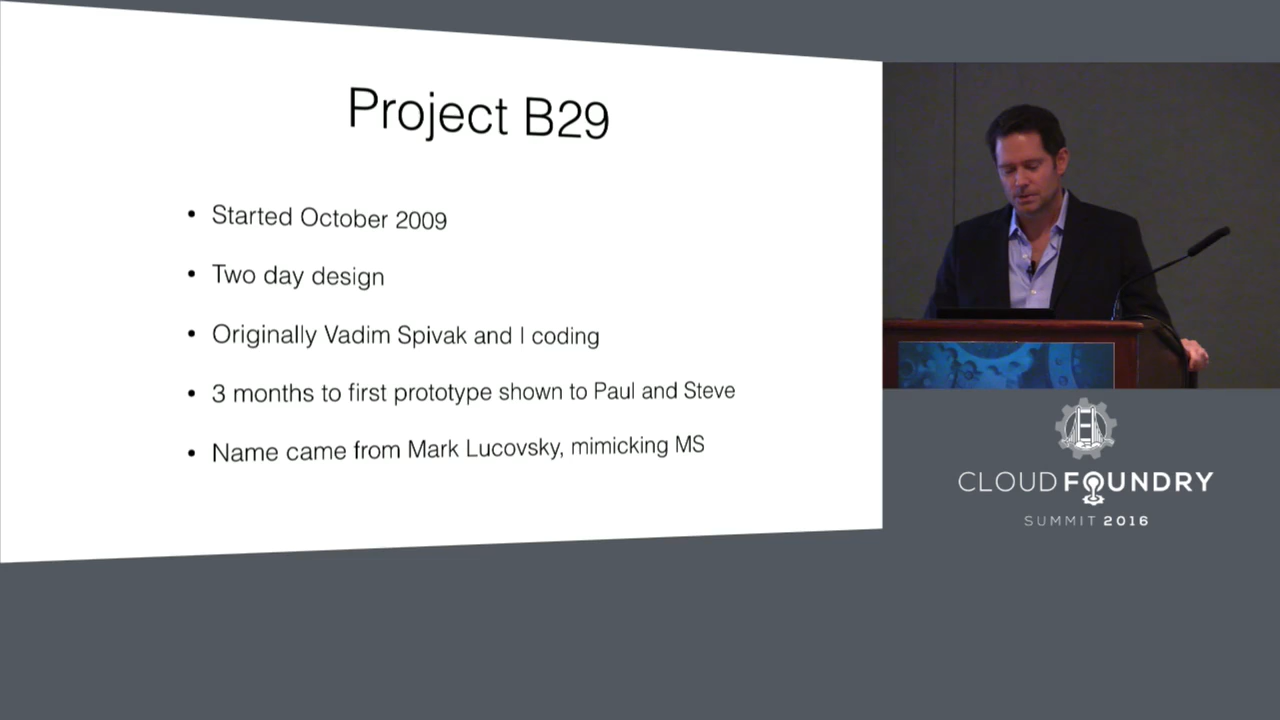 Project B29
• Started October 2009
• Two day design
• Originally Vadim Spivak and I coding
• 3 months to first prototype shown to Paul and Steve
• Name came from Mark Lucovsky, mimicking MS
CLOUD FOUNDRY
SUMMIT 2016